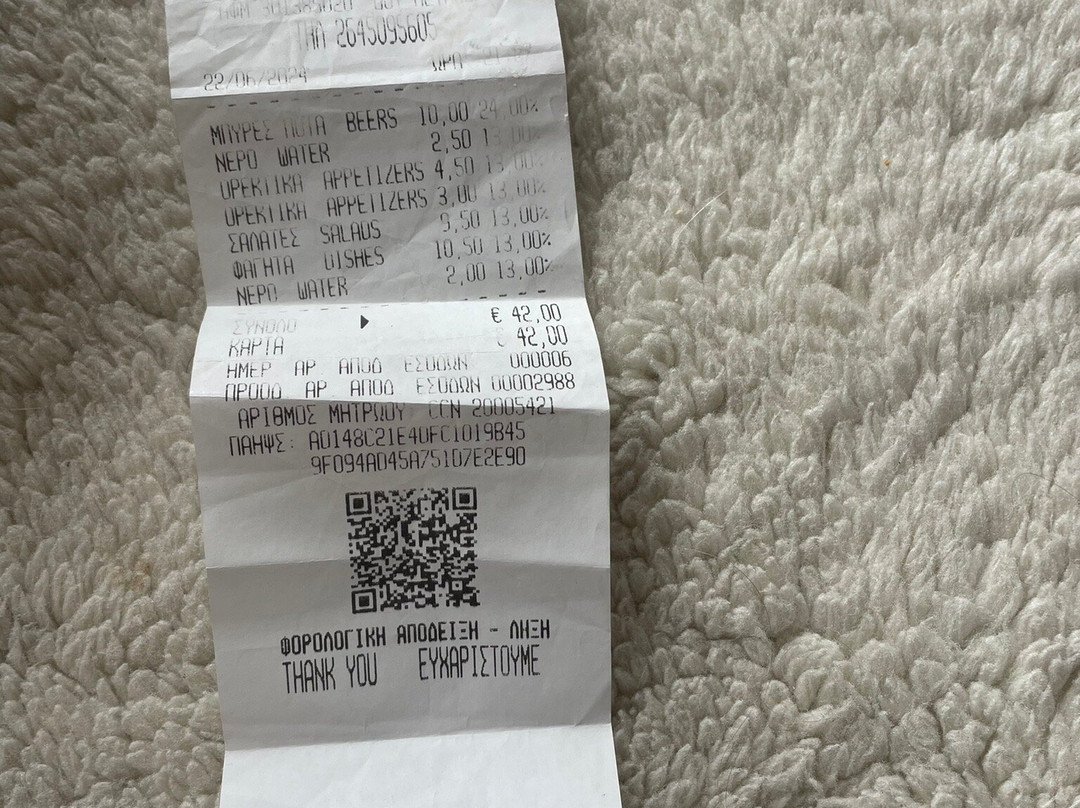 ΤΗΛ 2645095605
22/06/2024 ΩΡΑ
ΜΠΥΡΕΣ ΠΟΤΑ BEERS 10,00 24,00%
ΝΕΡΟ WATER 2,50 13,00%
ΟΡΕΚΤΙΚΑ APPETIZERS 4,50 13,00%
ΟΡΕΚΤΙΚΑ APPETIZERS 3,00 13,00%
ΣΑΛΑΤΕΣ SALADS 9,50 13,00%
ΦΑΓΗΤΑ DISHES 10,50 13,00%
ΝΕΡΟ WATER 2,00 13,00%
ΣΥΝΟΛΟ € 42,00
ΚΑΡΤΑ € 42,00
ΗΜΕΡ ΑΡ ΑΠΟΔ ΕΣΟΔΩΝ 000006
ΠΡΟΟΔ ΑΡ ΑΠΟΔ ΕΣΟΔΩΝ 00002988
ΑΡΙΘΜΟΣ ΜΗΤΡΩΟΥ CCN 20005421
ΠΑΗΨΣ: AD148C21E4DFC1019B45
9F094AD45A751D7E2E90
ΦΟΡΟΛΟΓΙΚΗ ΑΠΟΔΕΙΞΗ - ΛΗΞΗ
THANK YOU ΕΥΧΑΡΙΣΤΟΥΜΕ